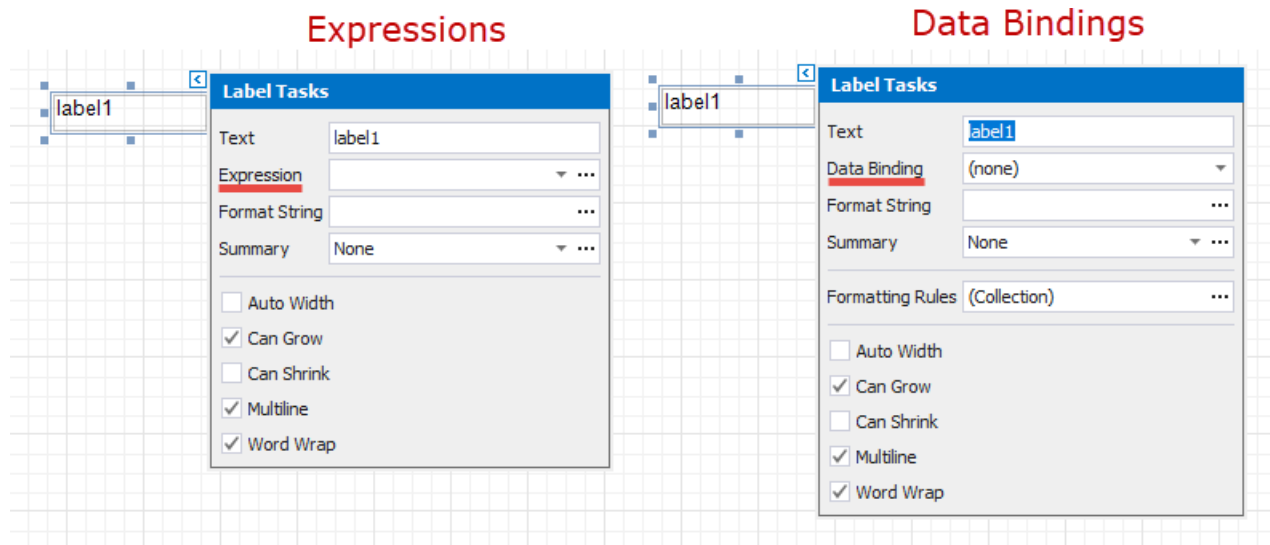 Expressions
label1
Label Tasks
Text label1
Expression
Format String
Summary None
Auto Width
Can Grow
Can Shrink
Multiline
Word Wrap
Data Bindings
label1
Label Tasks
Text label1
Data Binding (none)
Format String
Summary None
Formatting Rules (Collection)
Auto Width
Can Grow
Can Shrink
Multiline
Word Wrap